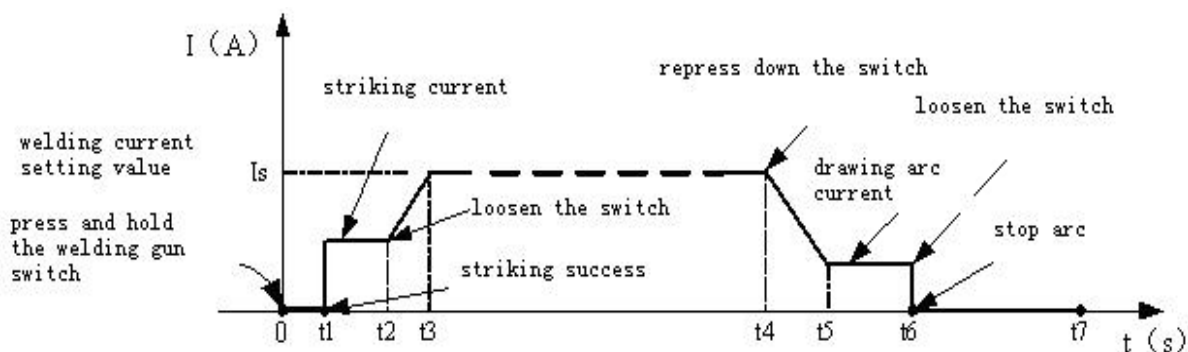 I (A)
repress down the switch
striking current
loosen the switch
welding current
setting value
Is
drawing arc
current
press and hold
the welding gun
switch
loosen the switch
stop arc
striking success
0 t1 t2 t3 t4 t5 t6 t7
t (s)